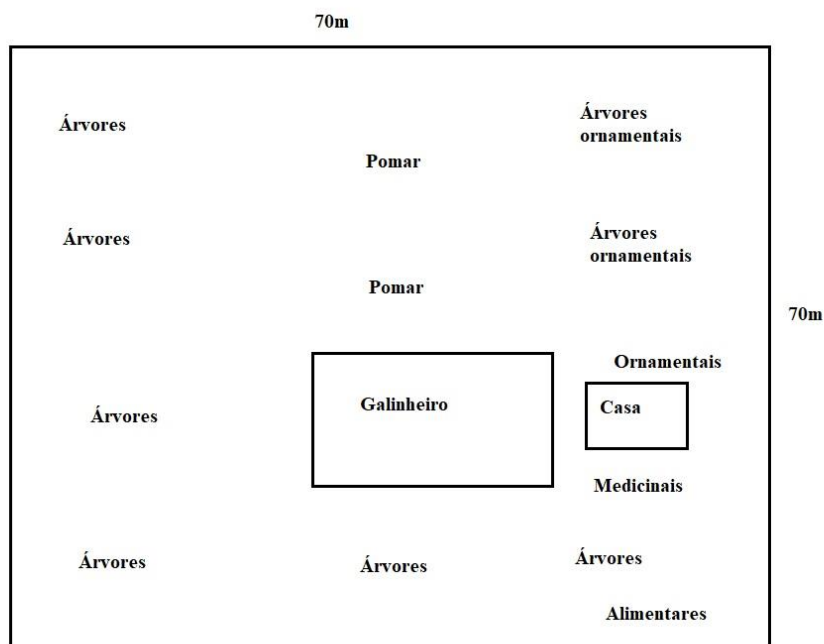 70m
Árvores
Pomar
Árvores
ornamentais
Árvores
Pomar
Árvores
ornamentais
70m
Árvores
Galinheiro
Ornamentais
Casa
Medicinais
Árvores
Árvores
Árvores
Alimentares